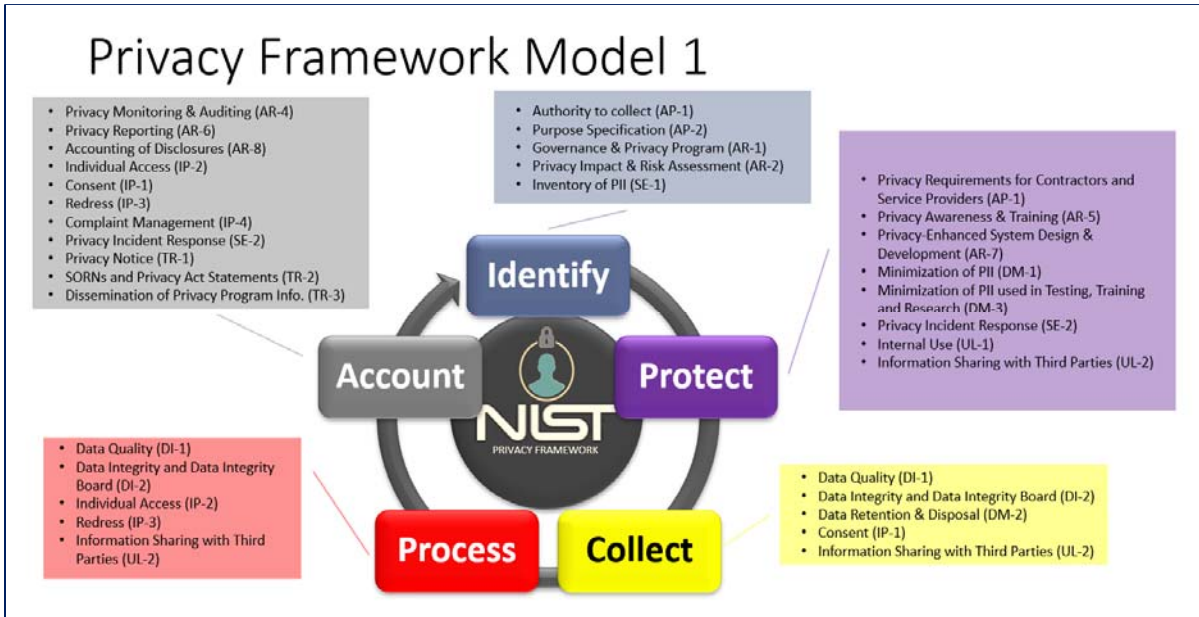 Privacy Framework Model 1
• Privacy Monitoring & Auditing (AR-4)
• Privacy Reporting (AR-6)
• Accounting of Disclosures (AR-8)
• Individual Access (IP-2)
• Consent (IP-1)
• Redress (IP-3)
• Complaint Management (IP-4)
• Privacy Incident Response (SE-2)
• Privacy Notice (TR-1)
• SORNs and Privacy Act Statements (TR-2)
• Dissemination of Privacy Program Info. (TR-3)
• Authority to collect (AP-1)
• Purpose Specification (AP-2)
• Governance & Privacy Program (AR-1)
• Privacy Impact & Risk Assessment (AR-2)
• Inventory of PII (SE-1)
• Privacy Requirements for Contractors and
Service Providers (AP-1)
• Privacy Awareness & Training (AR-5)
• Privacy-Enhanced System Design &
Development (AR-7)
• Minimization of PII (DM-1)
• Minimization of PII used in Testing, Training
and Research (DM-3)
• Privacy Incident Response (SE-2)
• Internal Use (UL-1)
• Information Sharing with Third Parties (UL-2)
Identify
Account
Protect
NIST
PRIVACY FRAMEWORK
• Data Quality (DI-1)
• Data Integrity and Data Integrity
Board (DI-2)
• Individual Access (IP-2)
• Redress (IP-3)
• Information Sharing with Third
Parties (UL-2)
Process
Collect
• Data Quality (DI-1)
• Data Integrity and Data Integrity Board (DI-2)
• Data Retention & Disposal (DM-2)
• Consent (IP-1)
• Information Sharing with Third Parties (UL-2)